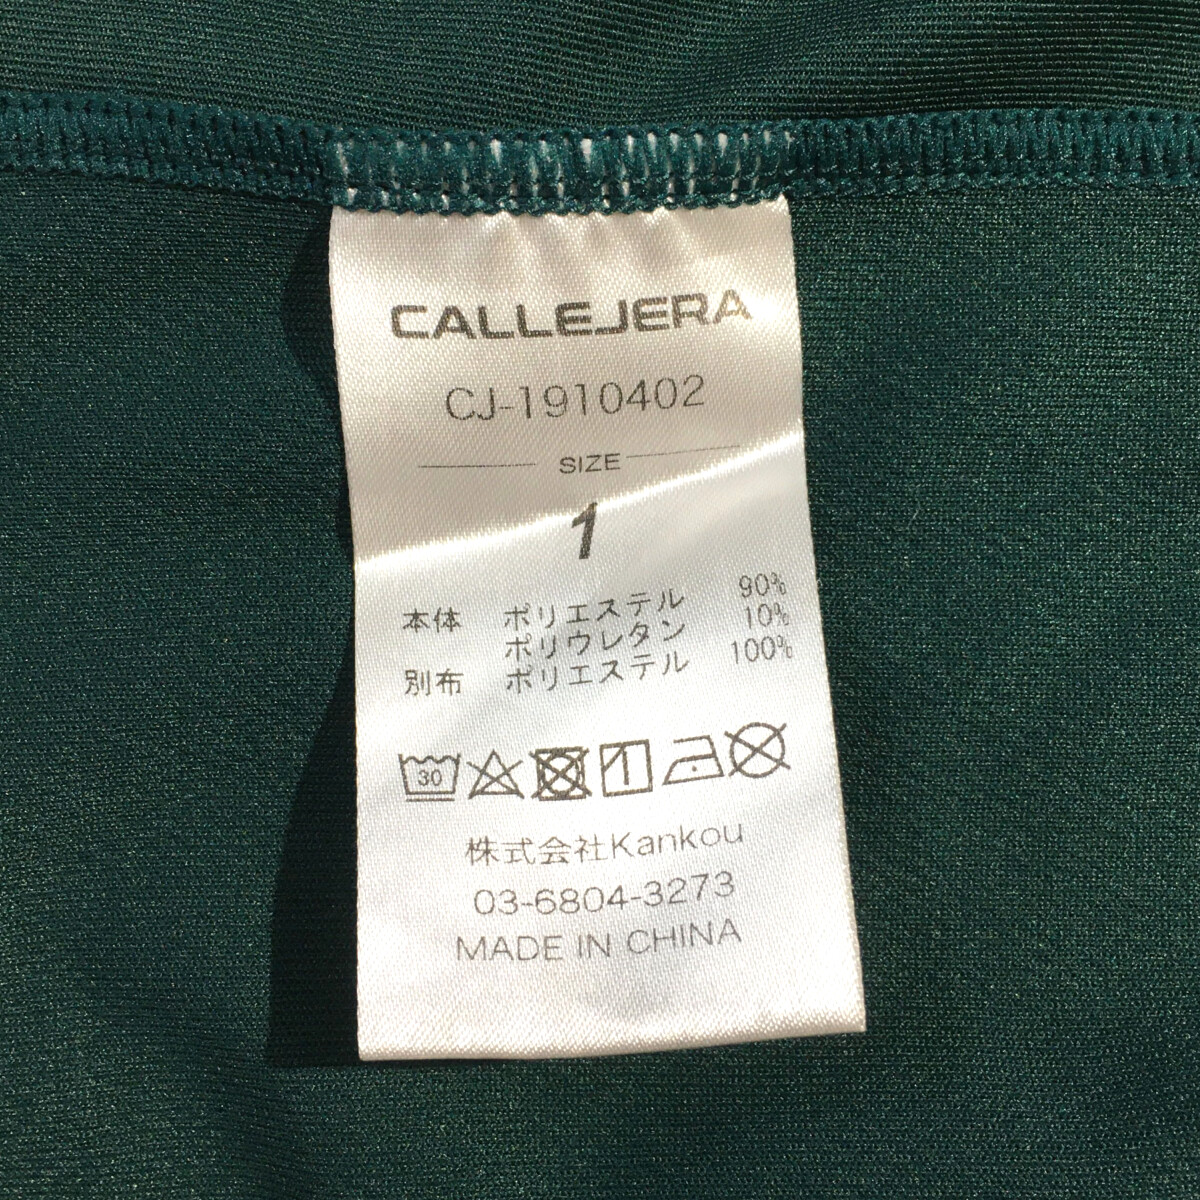 CALLEJERA
CJ-1910402
SIZE
1
本体 ポリエステル 90%
ポリウレタン 10%
別布 ポリエステル 100%
30
株式会社Kankou
03-6804-3273
MADE IN CHINA